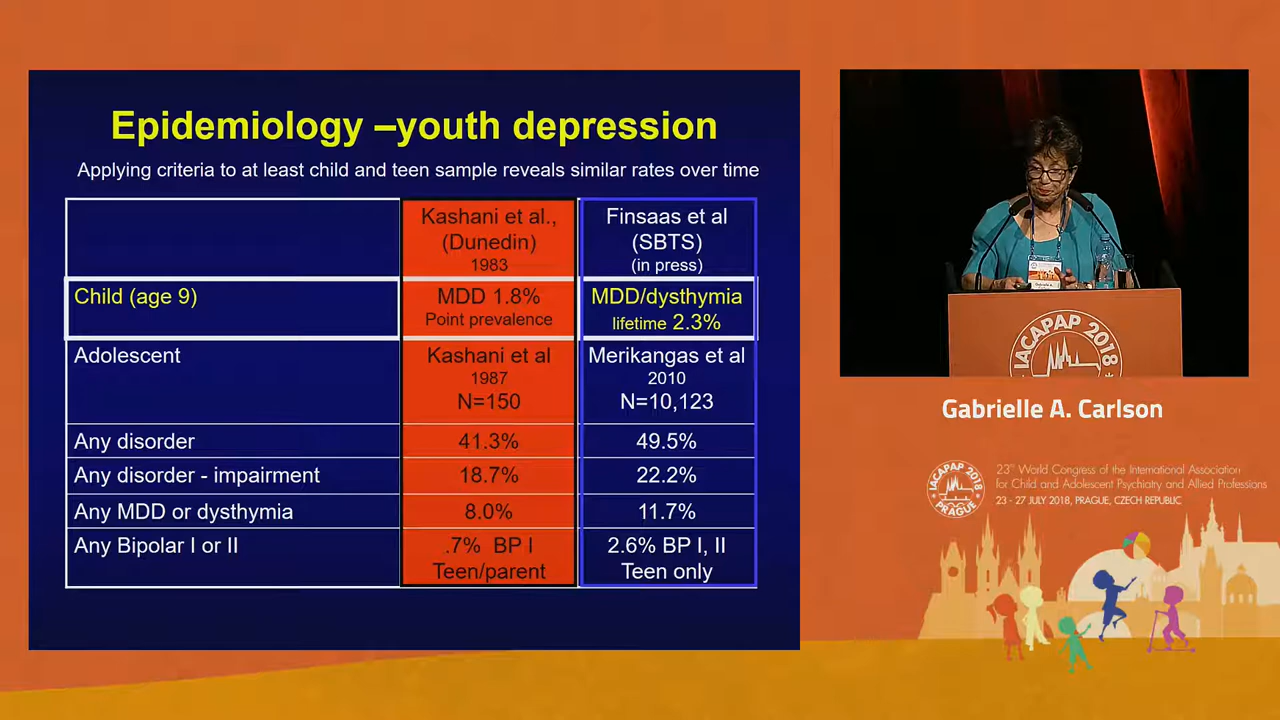 Epidemiology –youth depression
Applying criteria to at least child and teen sample reveals similar rates over time
Kashani et al.,
(Dunedin)
1983
Finsaas et al
(SBTS)
(in press)
Child (age 9)
MDD 1.8%
Point prevalence
MDD/dysthymia
lifetime 2.3%
Adolescent
Kashani et al
1987
N=150
Merikangas et al
2010
N=10,123
Any disorder
41.3%
49.5%
Any disorder - impairment
18.7%
22.2%
Any MDD or dysthymia
8.0%
11.7%
Any Bipolar I or II
.7% BP I
Teen/parent
2.6% BP I, II
Teen only
IACAPAP 2018
Gabrielle A. Carlson
IACAPAP 2018
PRAGUE
23rd World Congress of the International Association
for Child and Adolescent Psychiatry and Allied Professions
23 - 27 JULY 2018, PRAGUE, CZECH REPUBLIC